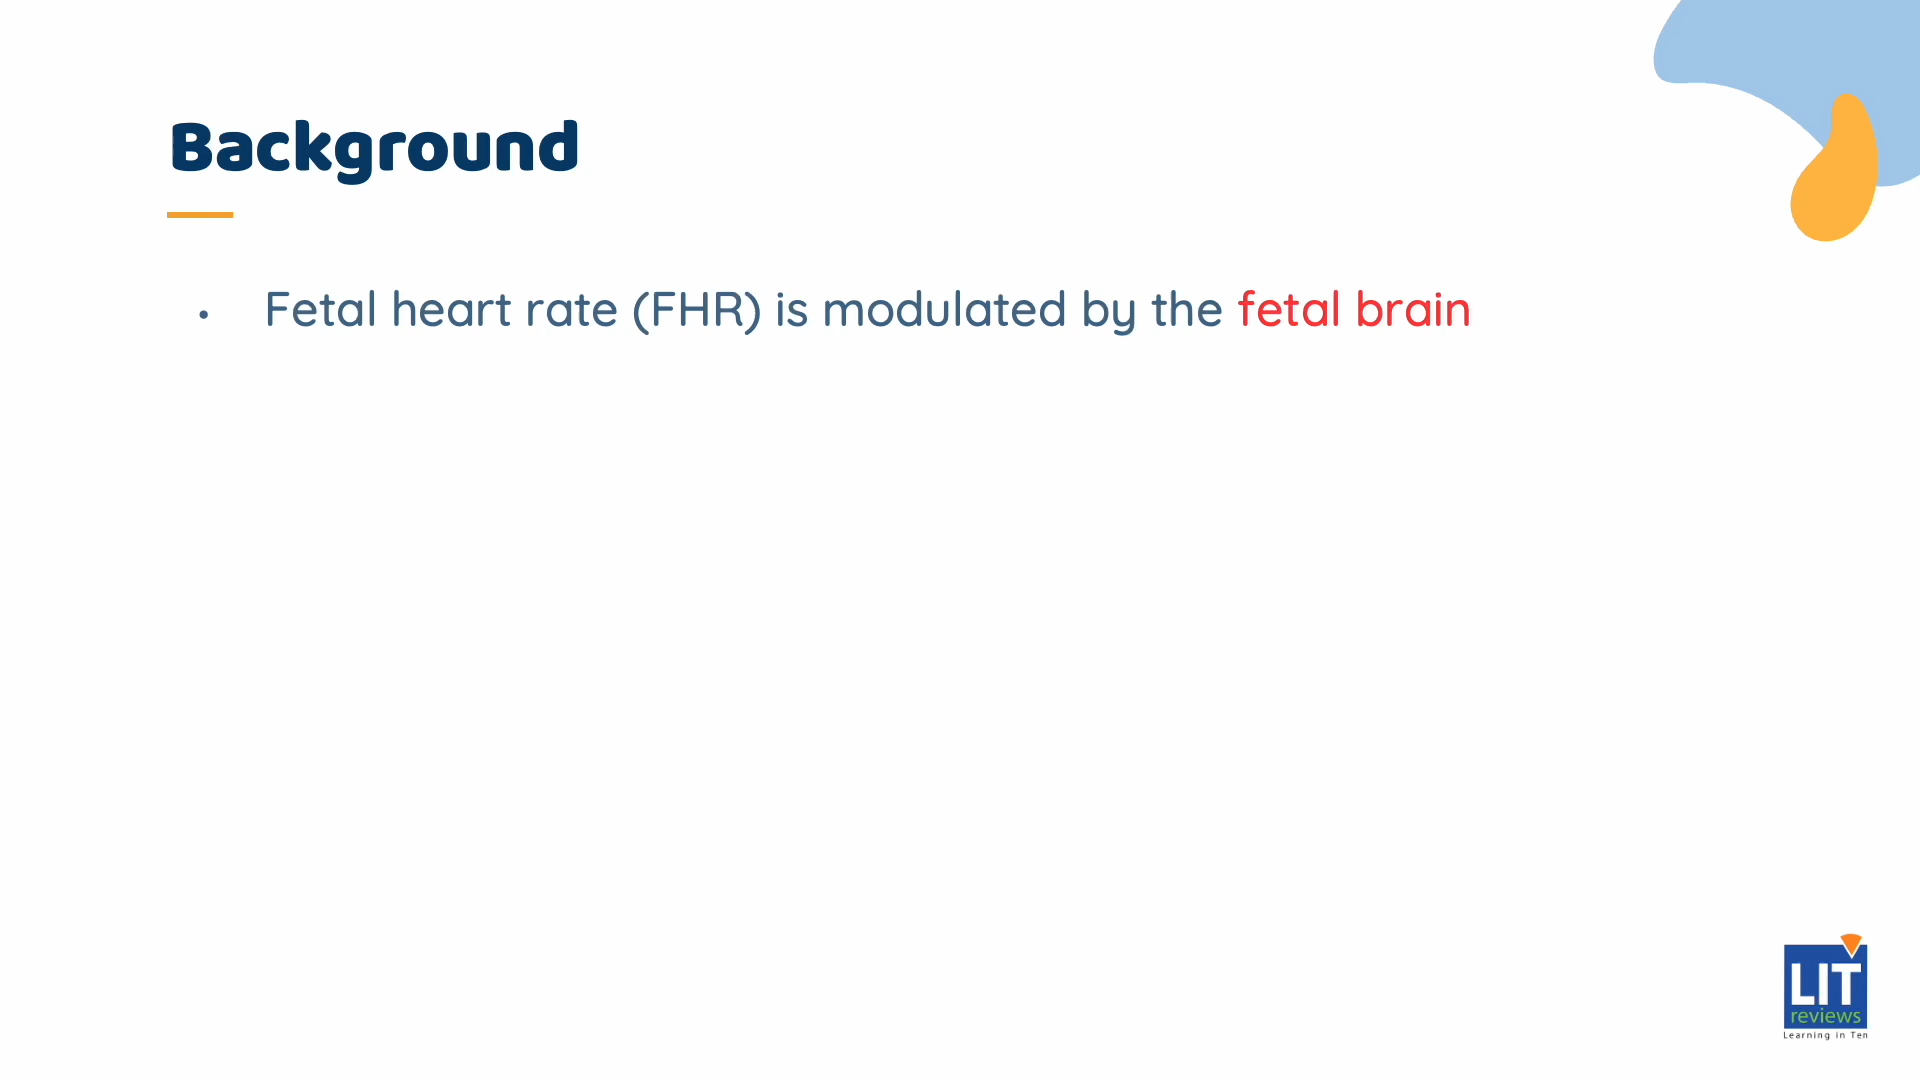 Background
• Fetal heart rate (FHR) is modulated by the fetal brain
LIT
reviews
Learning in Ten